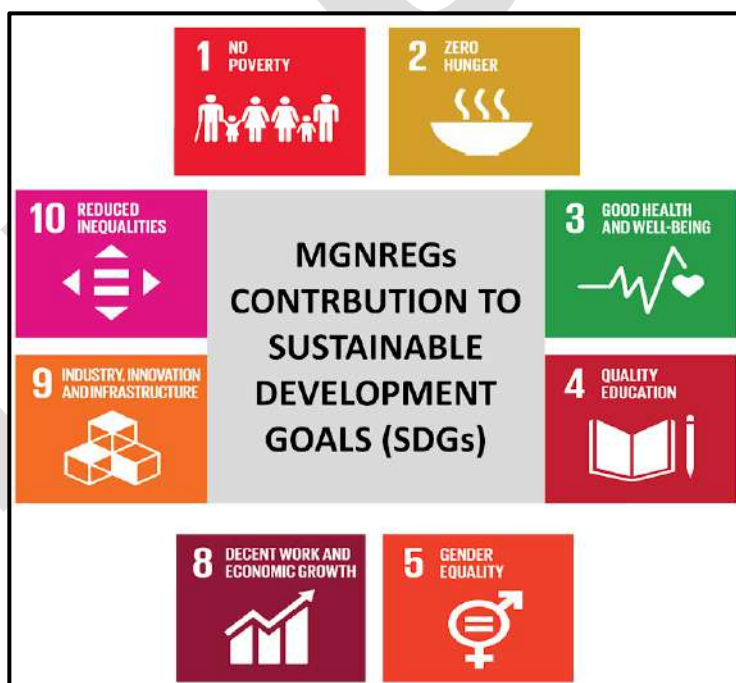 1 NO
POVERTY
2 ZERO
HUNGER
10 REDUCED
INEQUALITIES
MGNREGs
CONTRBUTION TO
SUSTAINABLE
DEVELOPMENT
GOALS (SDGs)
3 GOOD HEALTH
AND WELL-BEING
9 INDUSTRY, INNOVATION
AND INFRASTRUCTURE
4 QUALITY
EDUCATION
8 DECENT WORK AND
ECONOMIC GROWTH
5 GENDER
EQUALITY